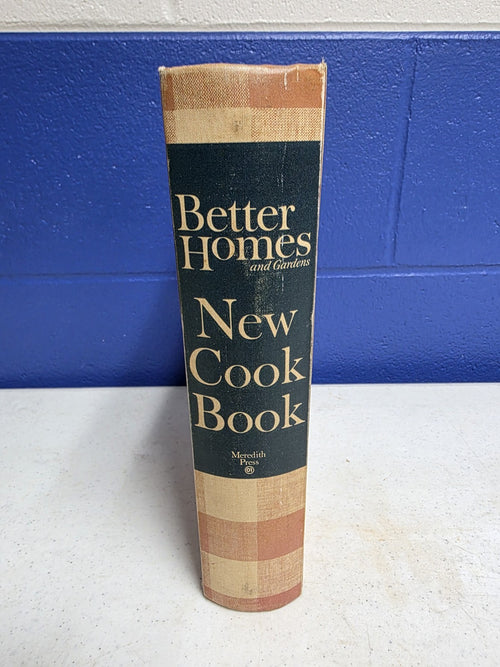 Better
Homes
and Gardens
New
Cook
Book
Meredith
Press